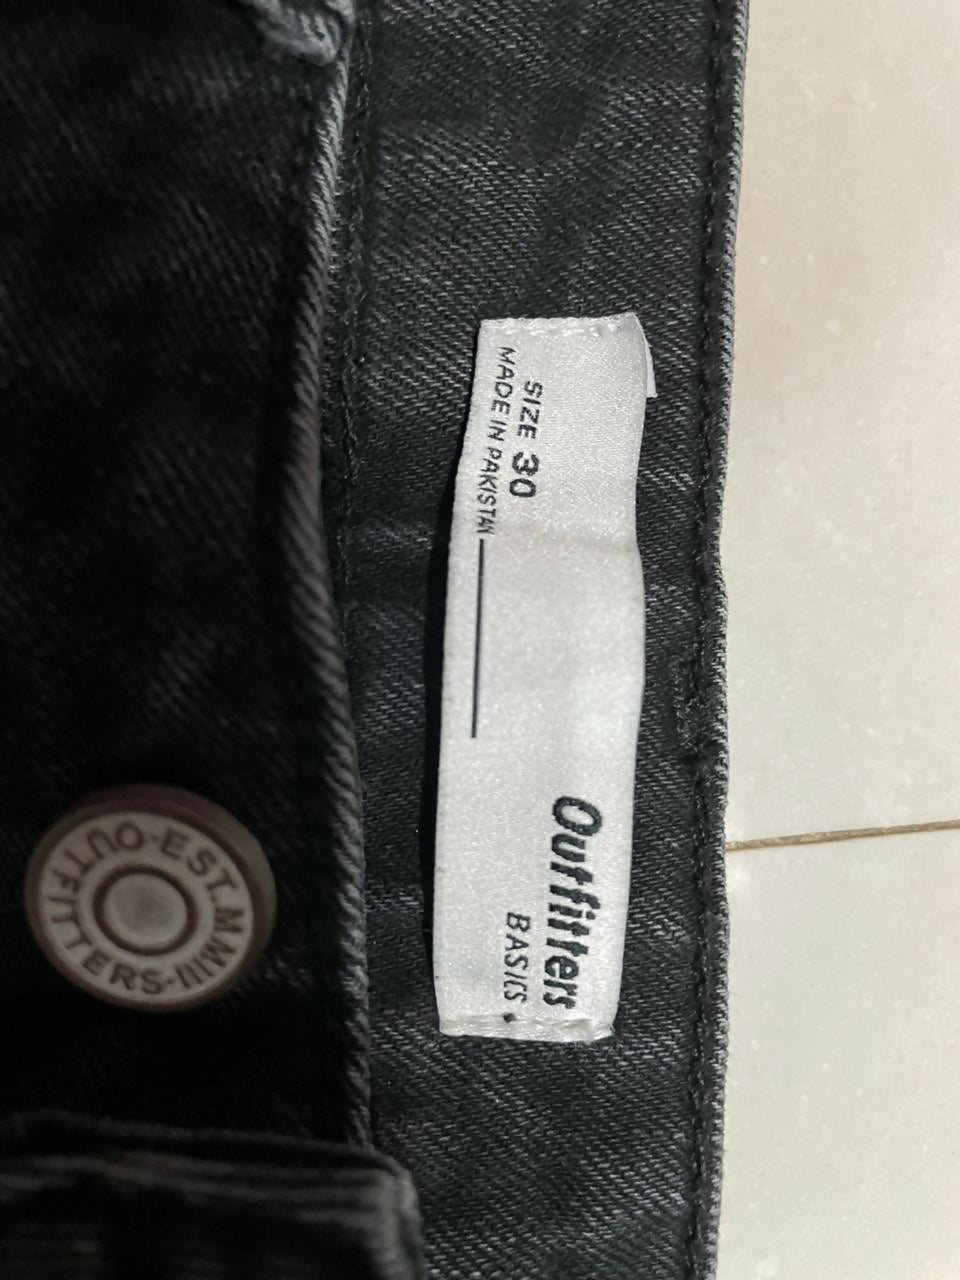 SIZE 30
MADE IN PAKISTAN
Outfitters
BASICS
OUTFITTERS
EST. MMIII